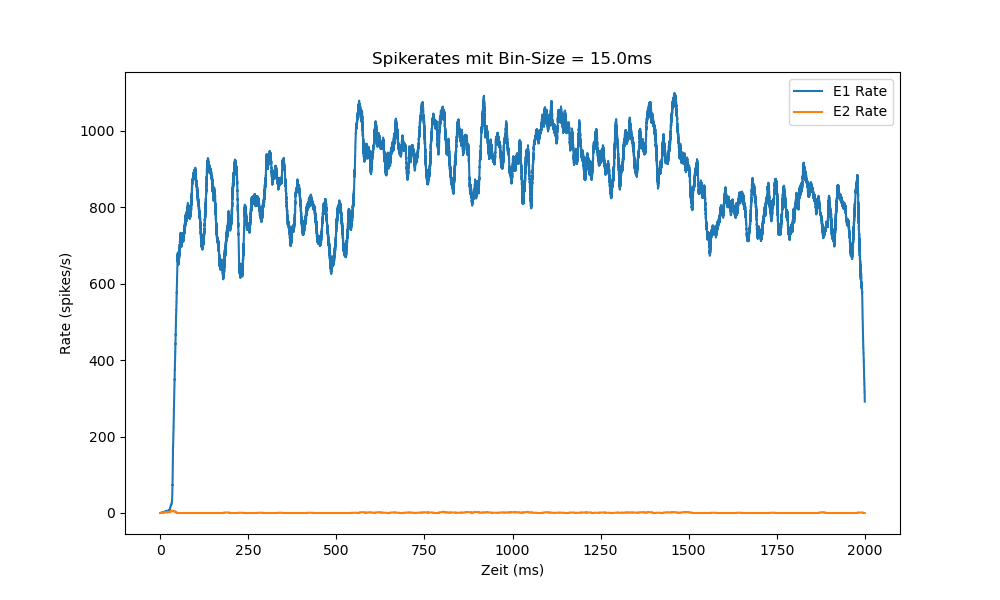 Spikerates mit Bin-Size = 15.0ms
E1 Rate
E2 Rate
1000
800
600
400
200
0
Rate (spikes/s)
0 250 500 750 1000 1250 1500 1750 2000
Zeit (ms)